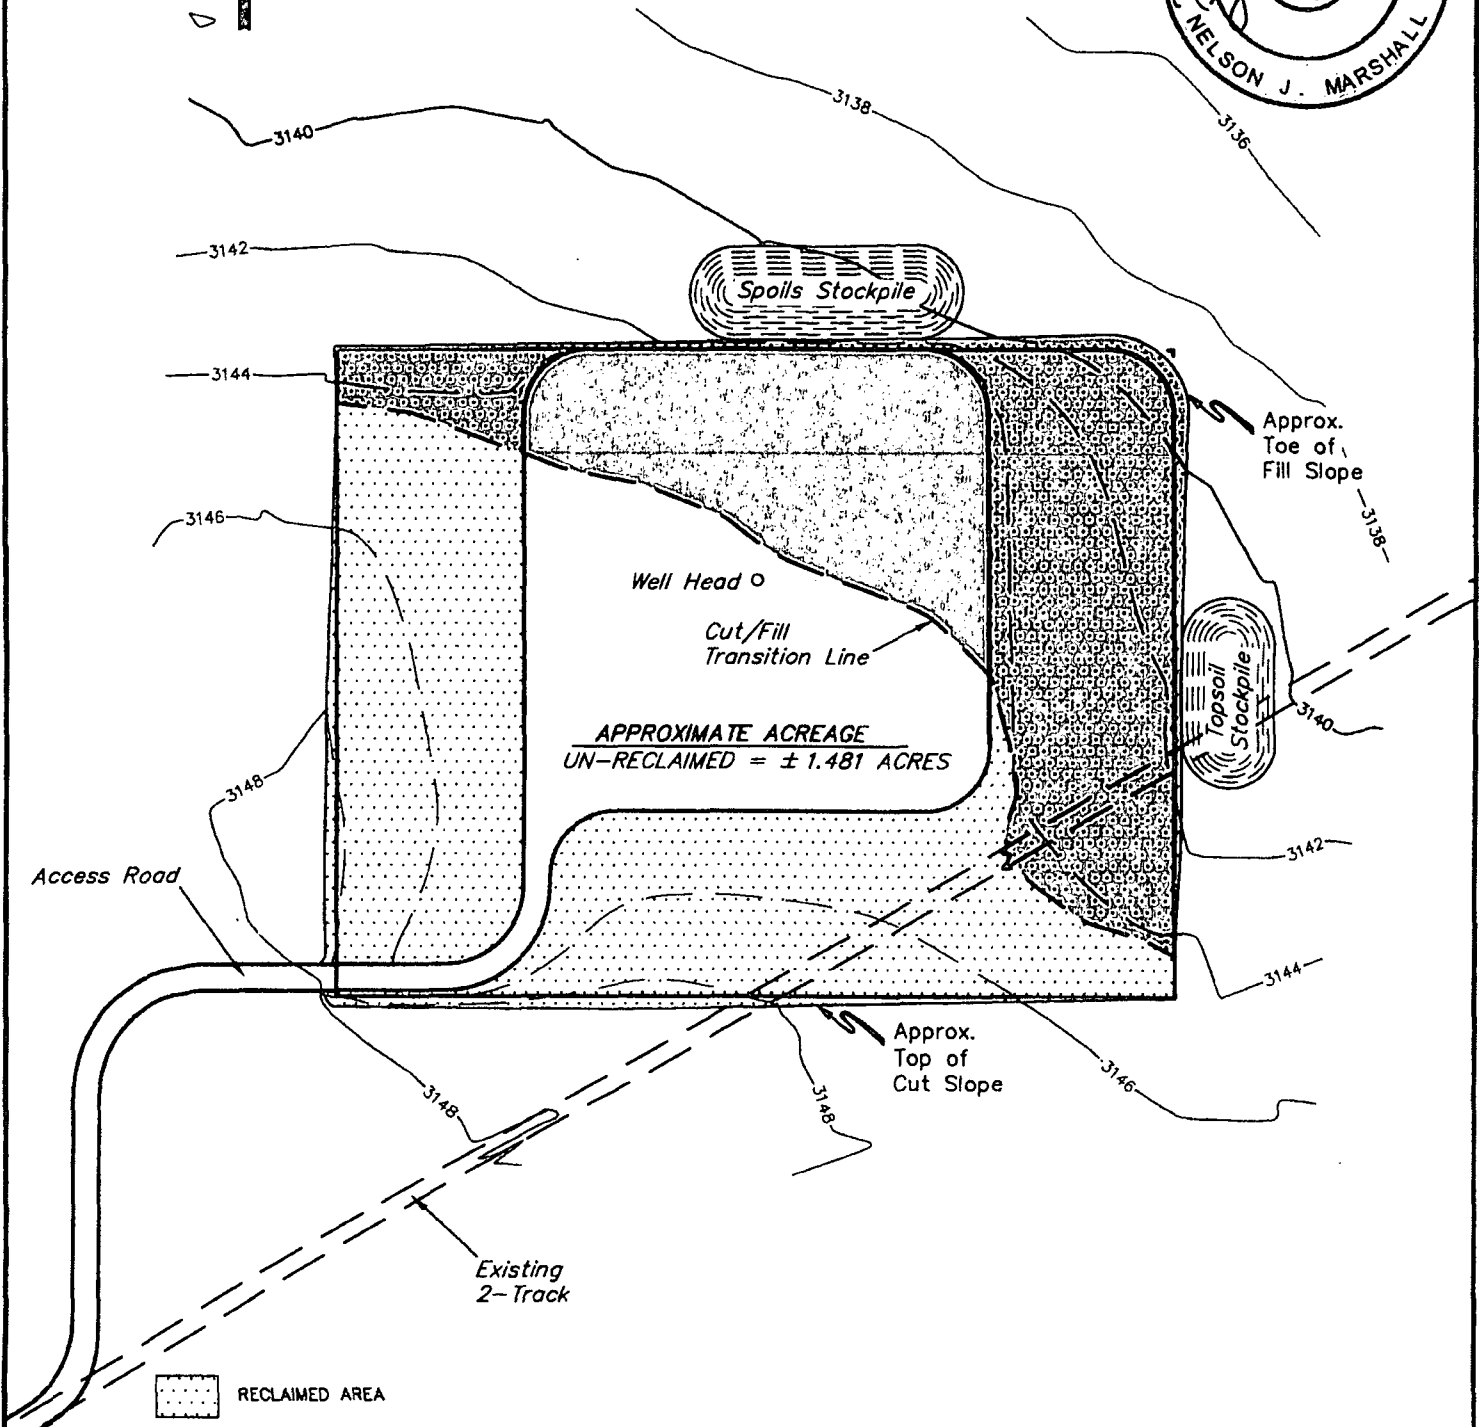 NELSON J. MARSHALL
3138
3136
3140
3142
Spoils Stockpile
3144
Approx.
Toe of
Fill Slope
3146
3138
Well Head
Cut/Fill
Transition Line
Topsoil
Stockpile
3140
APPROXIMATE ACREAGE
UN-RECLAIMED = ± 1.481 ACRES
3148
3142
Access Road
3144
Approx.
Top of
Cut Slope
3146
3148
3148
Existing
2-Track
RECLAIMED AREA